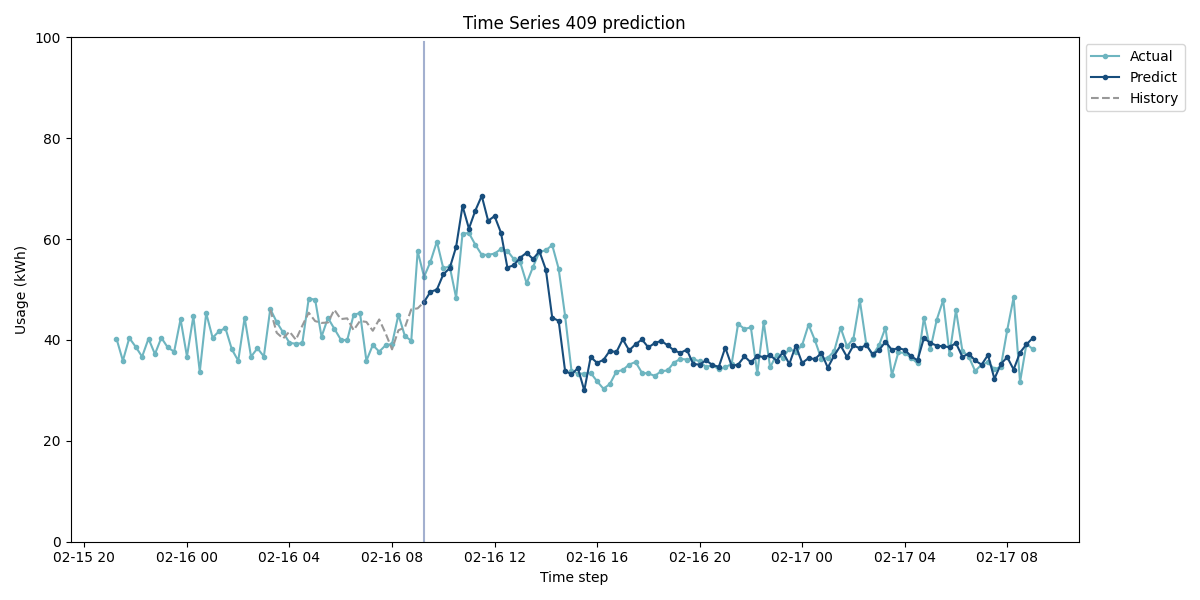 Time Series 409 prediction
Usage (kWh)
100
80
60
40
20
0
02-15 20
02-16 00
02-16 04
02-16 08
02-16 12
02-16 16
02-16 20
02-17 00
02-17 04
02-17 08
Time step
Actual
Predict
History